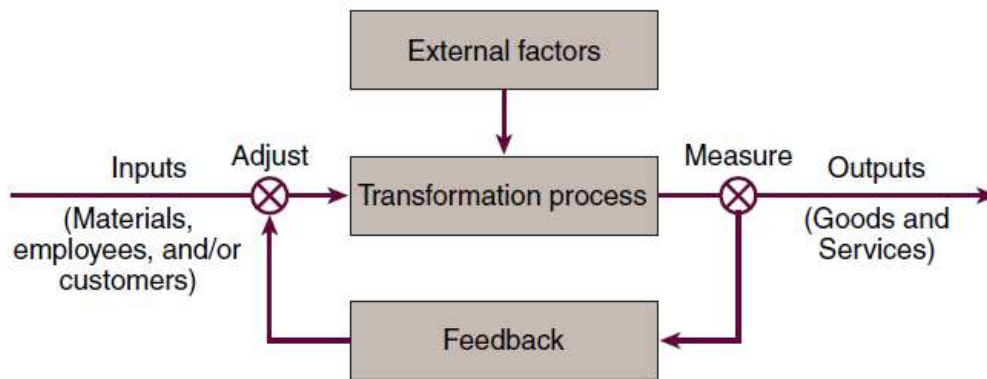 External factors
Inputs
Adjust
Transformation process
Measure
Outputs
(Materials,
employees, and/or
customers)
(Goods and
Services)
Feedback